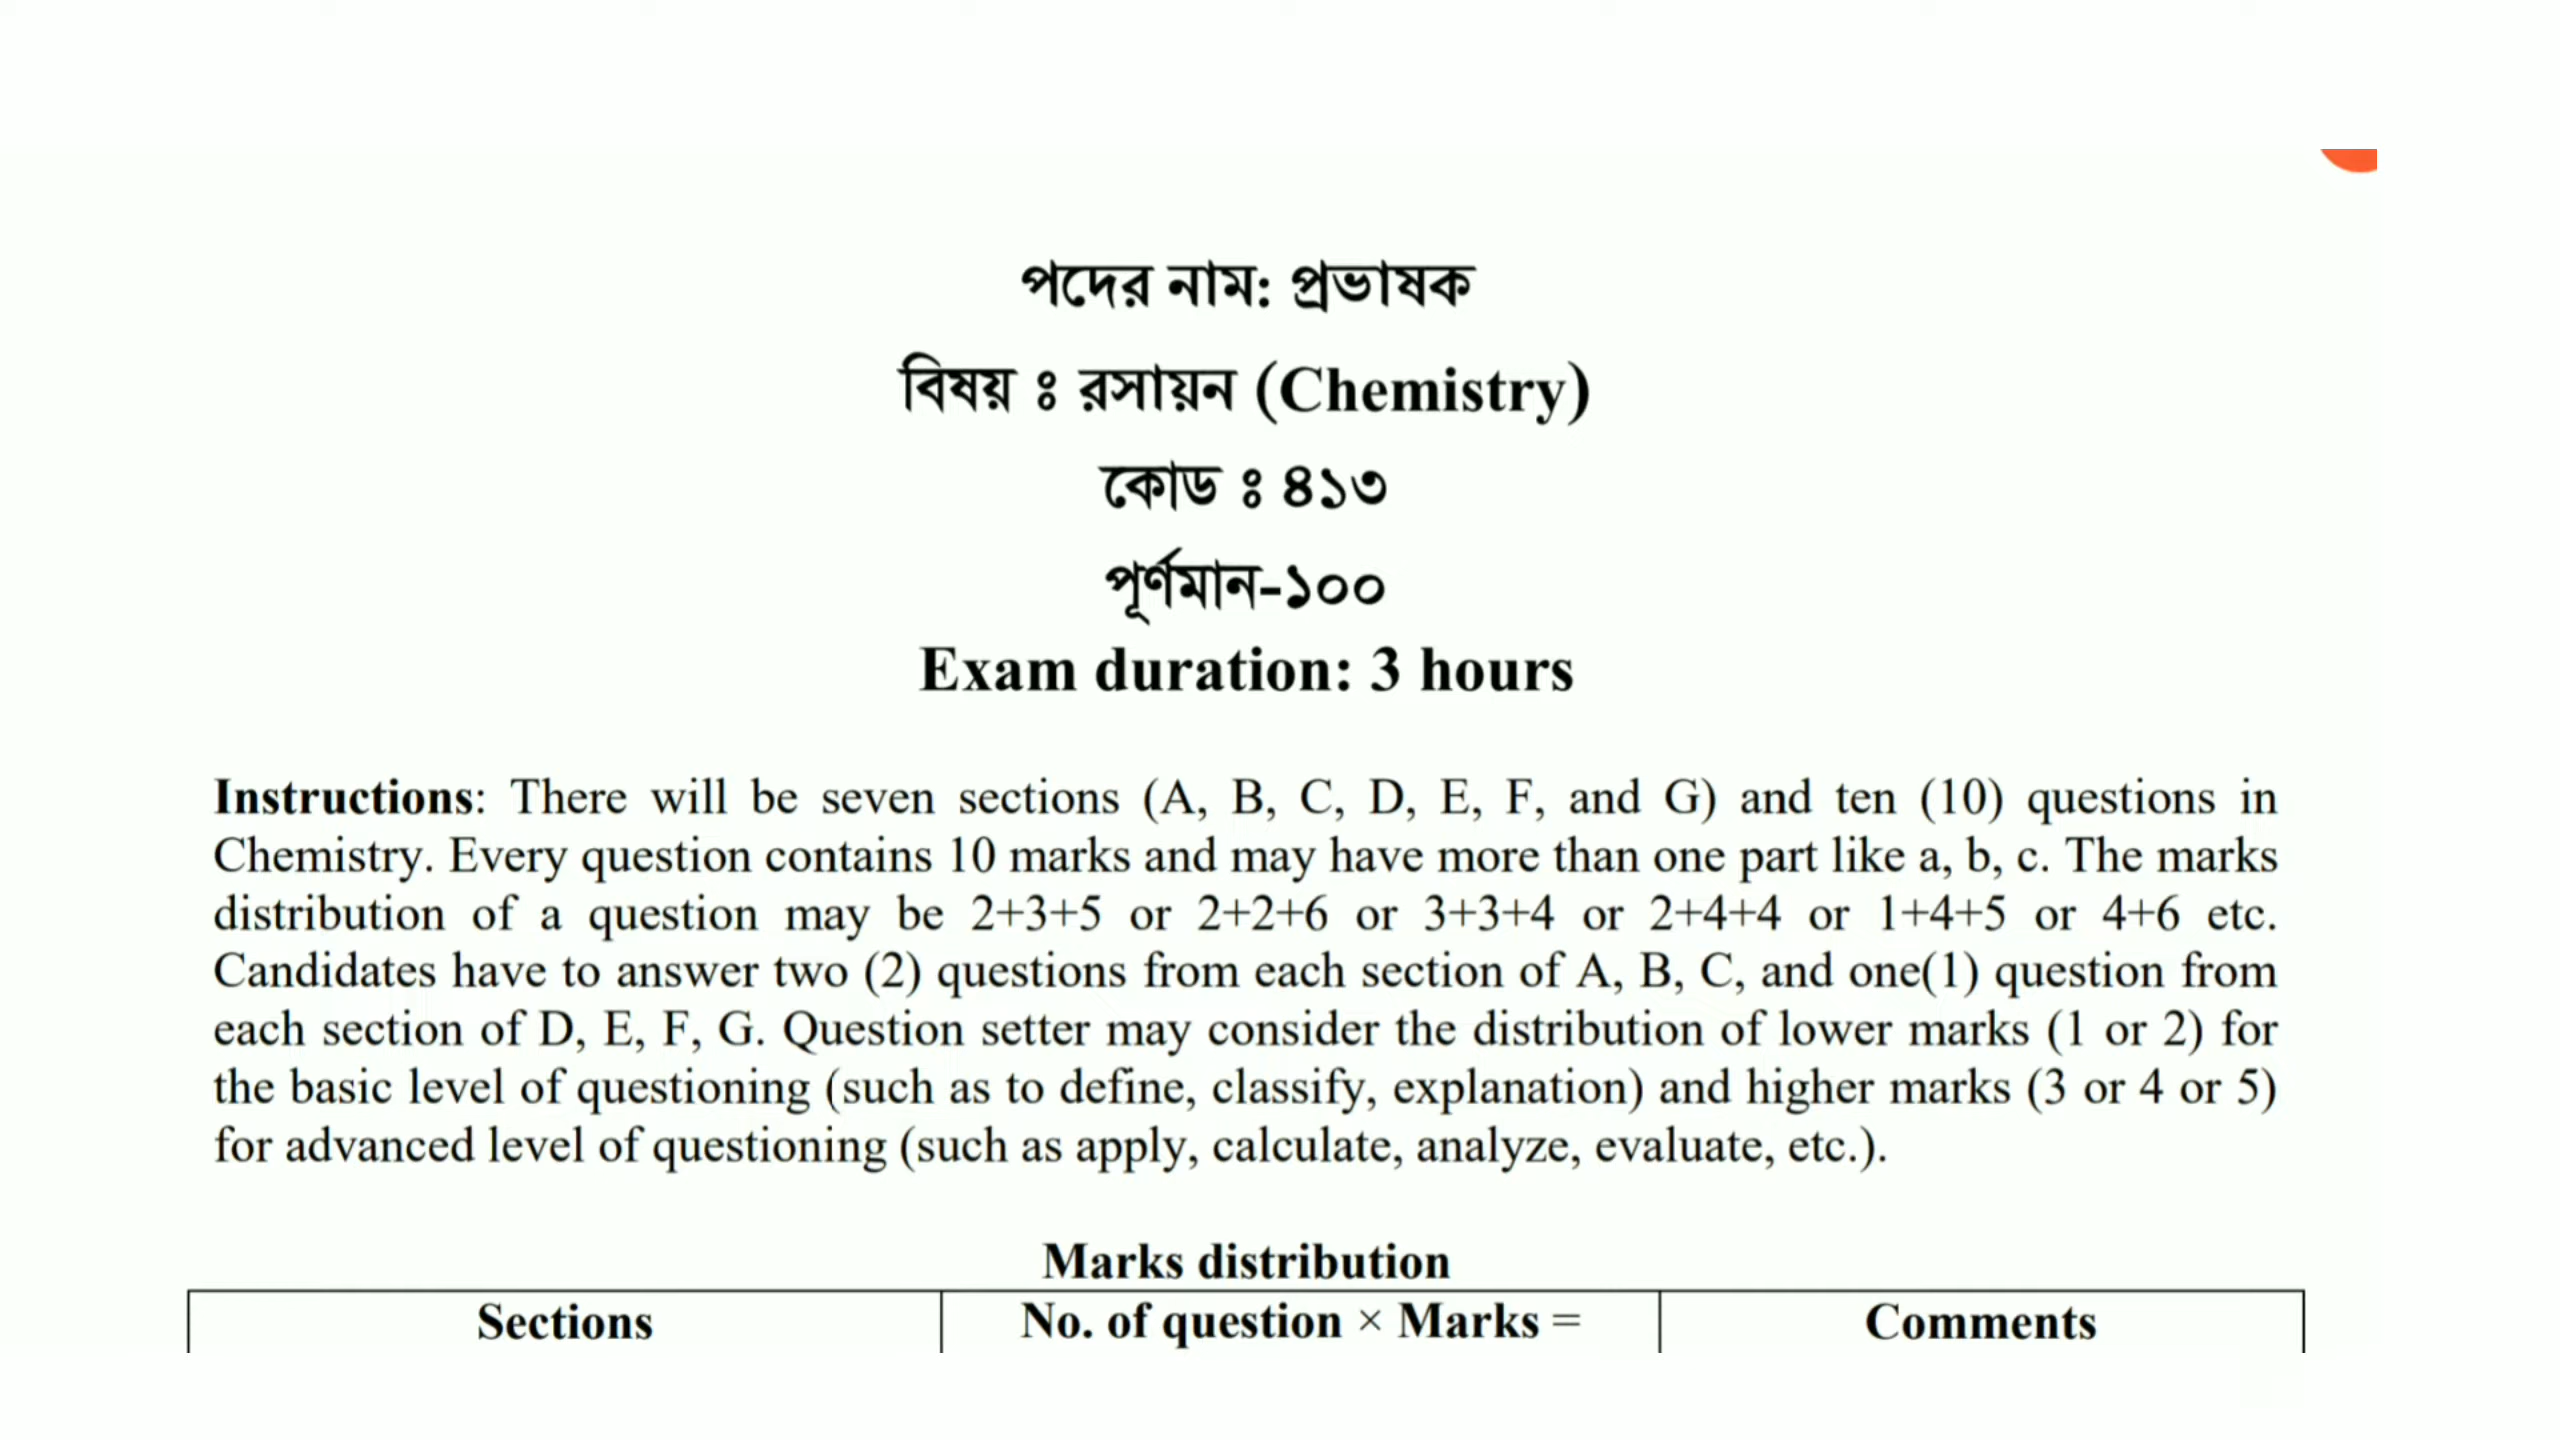 পদের নাম: প্রভাষক
বিষয় ঃ রসায়ন (Chemistry)
কোড ঃ ৪১৩
পূর্ণমান-১০০
Exam duration: 3 hours
Instructions: There will be seven sections (A, B, C, D, E, F, and G) and ten (10) questions in
Chemistry. Every question contains 10 marks and may have more than one part like a, b, c. The marks
distribution of a question may be 2+3+5 or 2+2+6 or 3+3+4 or 2+4+4 or 1+4+5 or 4+6 etc.
Candidates have to answer two (2) questions from each section of A, B, C, and one(1) question from
each section of D, E, F, G. Question setter may consider the distribution of lower marks (1 or 2) for
the basic level of questioning (such as to define, classify, explanation) and higher marks (3 or 4 or 5)
for advanced level of questioning (such as apply, calculate, analyze, evaluate, etc.).
Marks distribution
Sections No. of question × Marks = Comments